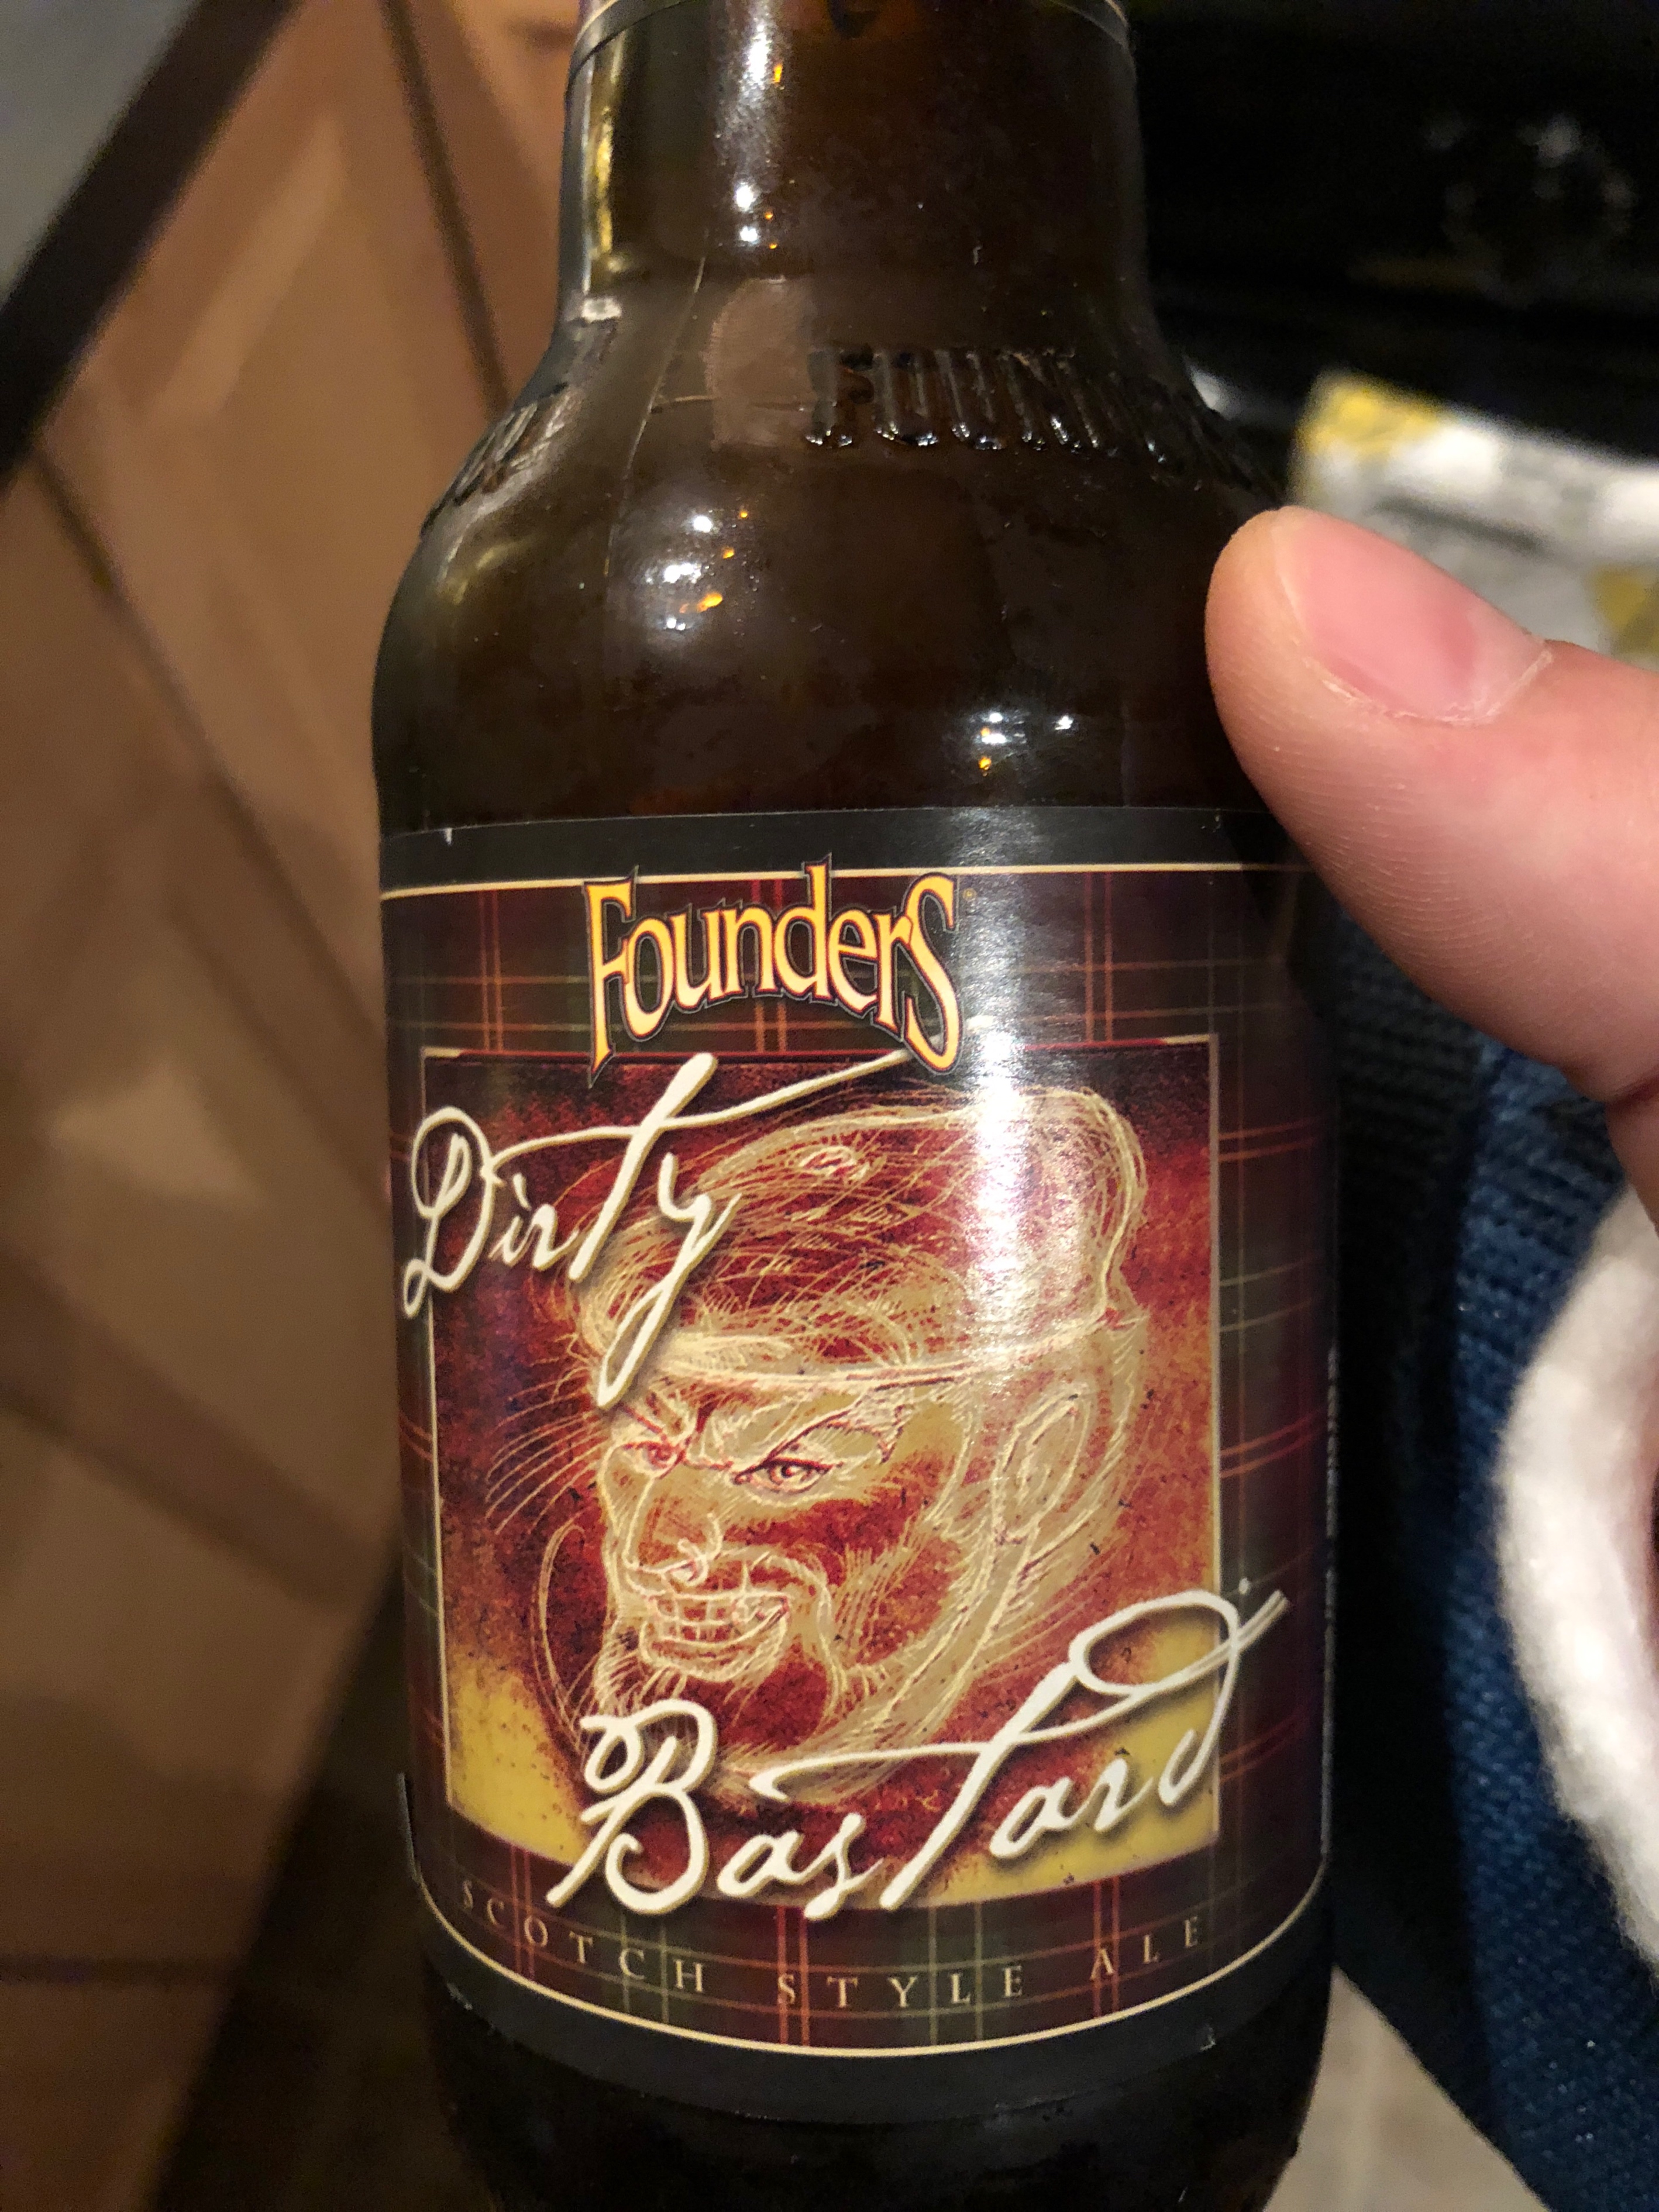 Founders
Dirty
Bastard
SCOTCH STYLE ALE